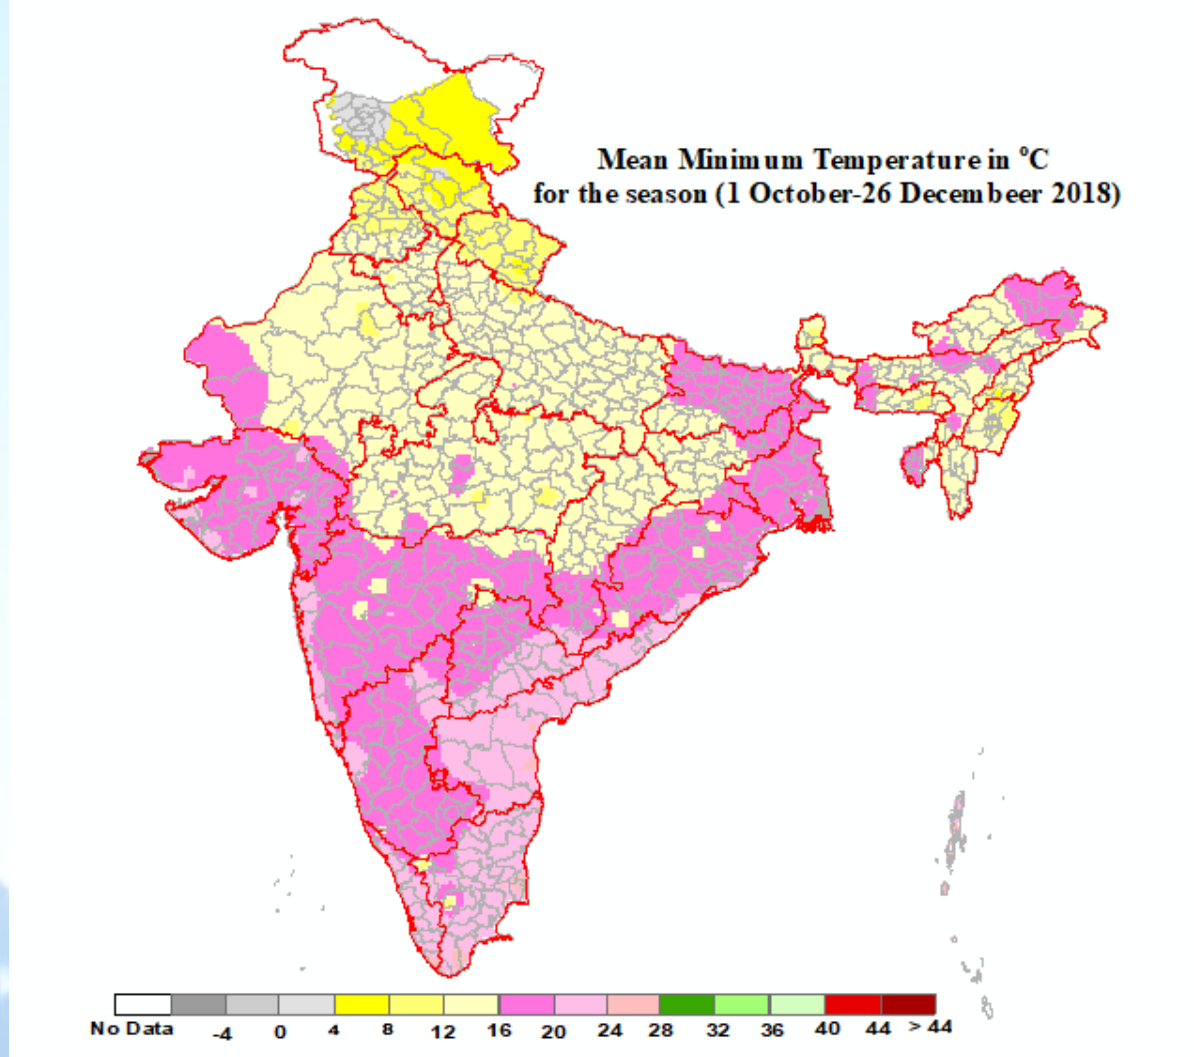 Mean Minimum Temperature in °C
for the season (1 October-26 Decembeer 2018)
No Data -4 0 4 8 12 16 20 24 28 32 36 40 44 > 44